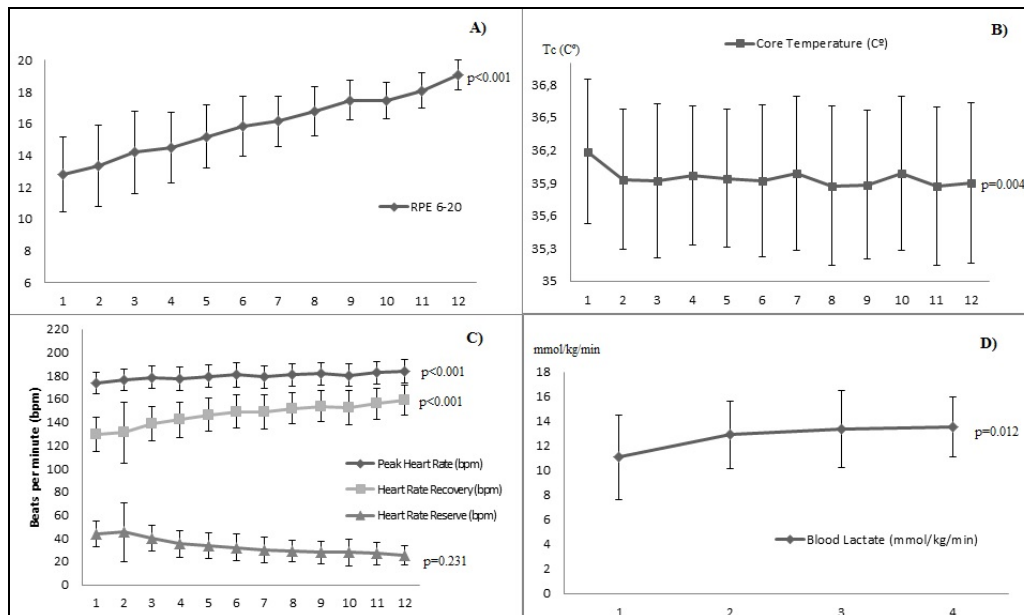 A)
20
18
16
14
12
10
8
6
p<0.001
RPE 6-20
1 2 3 4 5 6 7 8 9 10 11 12
B)
Tc (Cº)
Core Temperature (Cº)
36,8
36,5
36,2
35,9
35,6
35,3
35
p=0.004
1 2 3 4 5 6 7 8 9 10 11 12
C)
Beats per minute (bpm)
220
200
180
160
140
120
100
80
60
40
20
0
p<0.001
p<0.001
Peak Heart Rate (bpm)
Heart Rate Recovery (bpm)
Heart Rate Reserve (bpm)
p=0.231
1 2 3 4 5 6 7 8 9 10 11 12
D)
mmol/kg/min
18
16
14
12
10
8
6
4
2
0
p=0.012
Blood Lactate (mmol/kg/min)
1 2 3 4